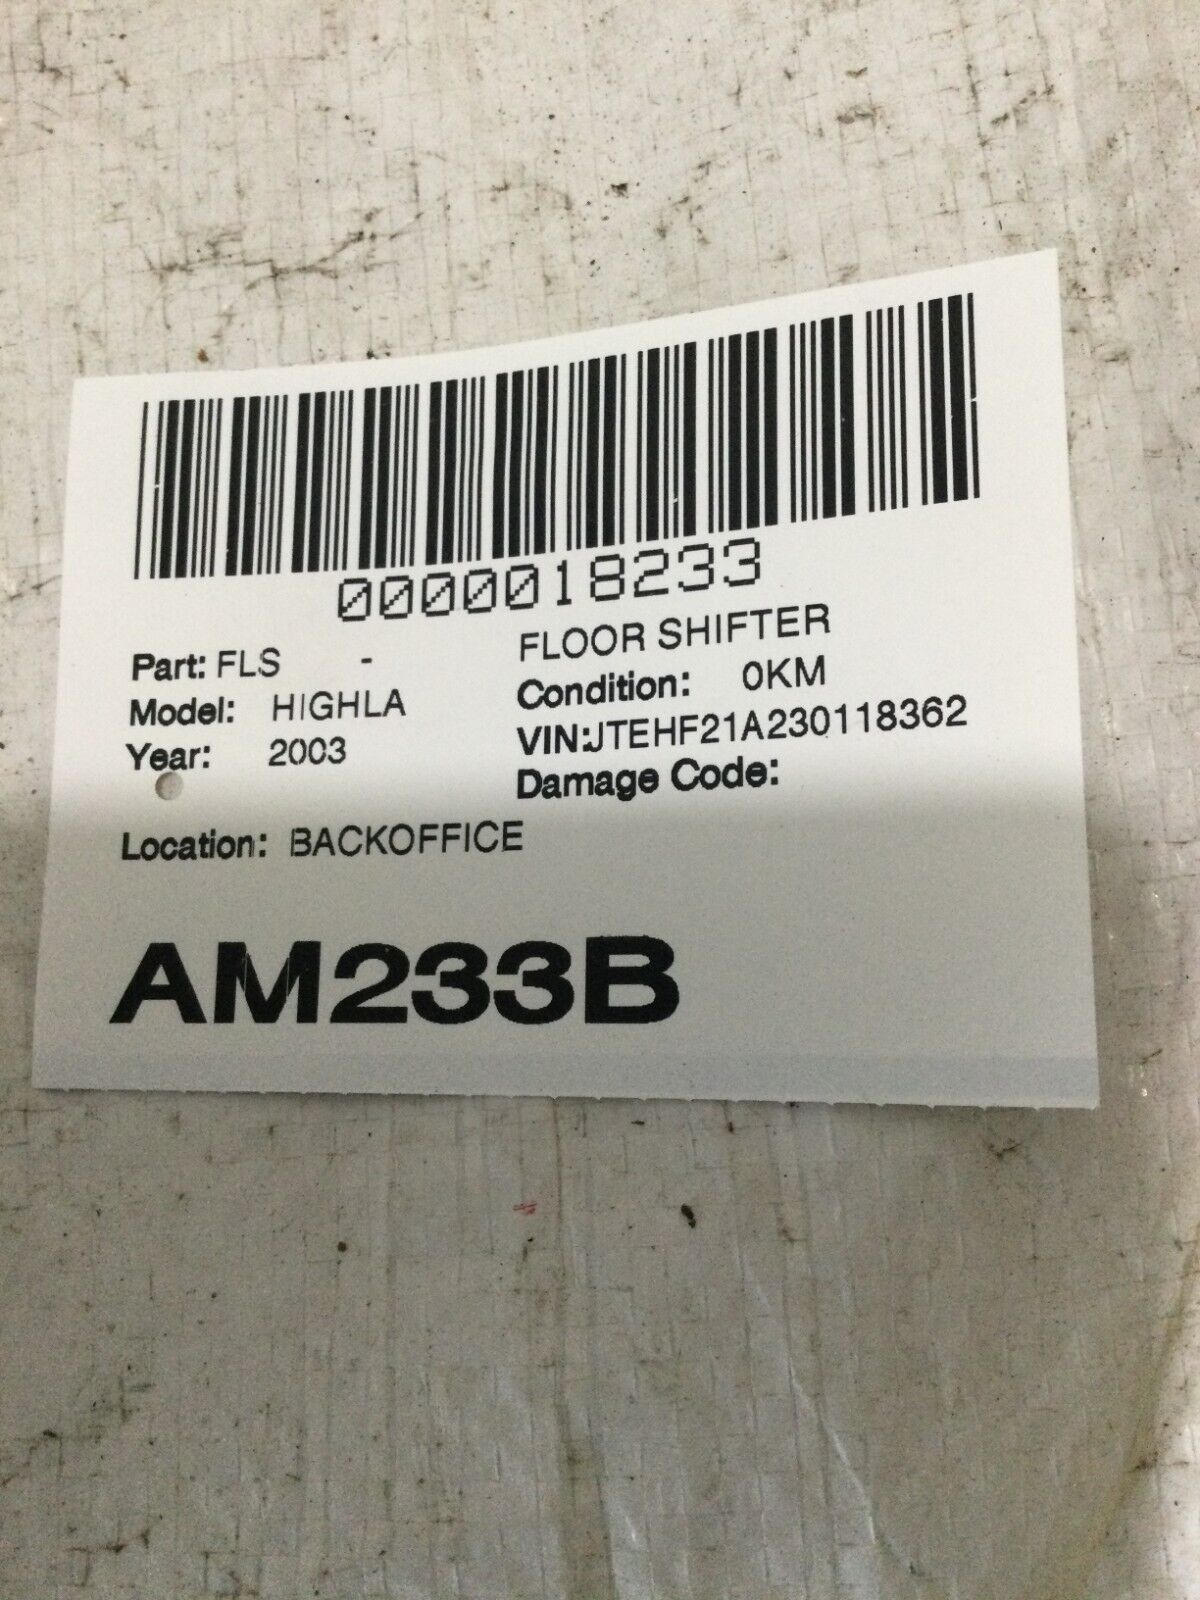 0000018233
Part: FLS - FLOOR SHIFTER
Model: HIGHLA Condition: 0KM
Year: 2003 VIN:JTEHF21A230118362
Damage Code:
Location: BACKOFFICE
AM233B